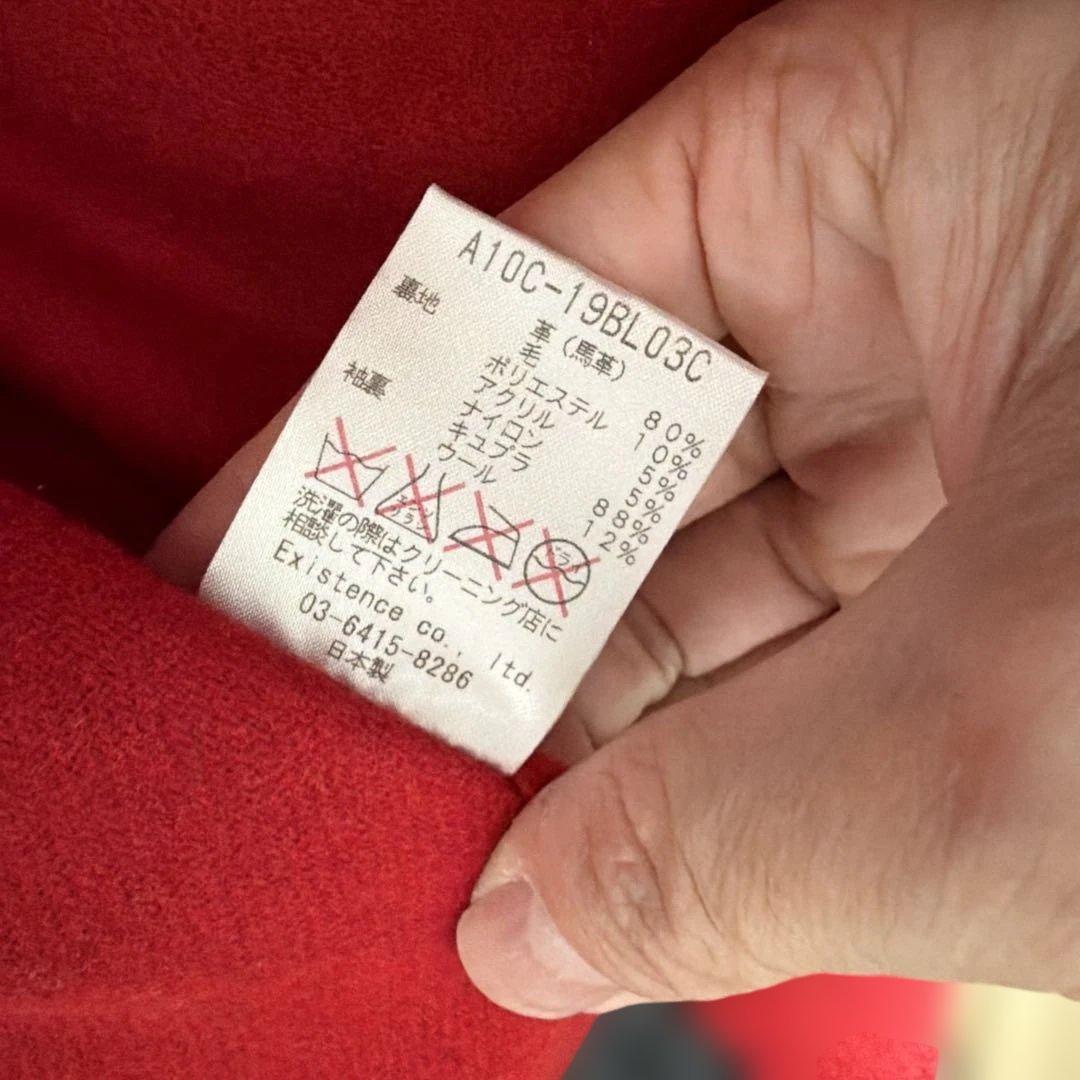 A10C-19BL03C
革(馬革)
裏地 毛 80%
ポリエステル 10%
アクリル 5%
ナイロン 5%
袖裏 キュプラ 88%
ウール 12%
ドライ
洗濯の際はクリーニング店に
相談して下さい。
Existence co., ltd.
03-6415-8286
日本製